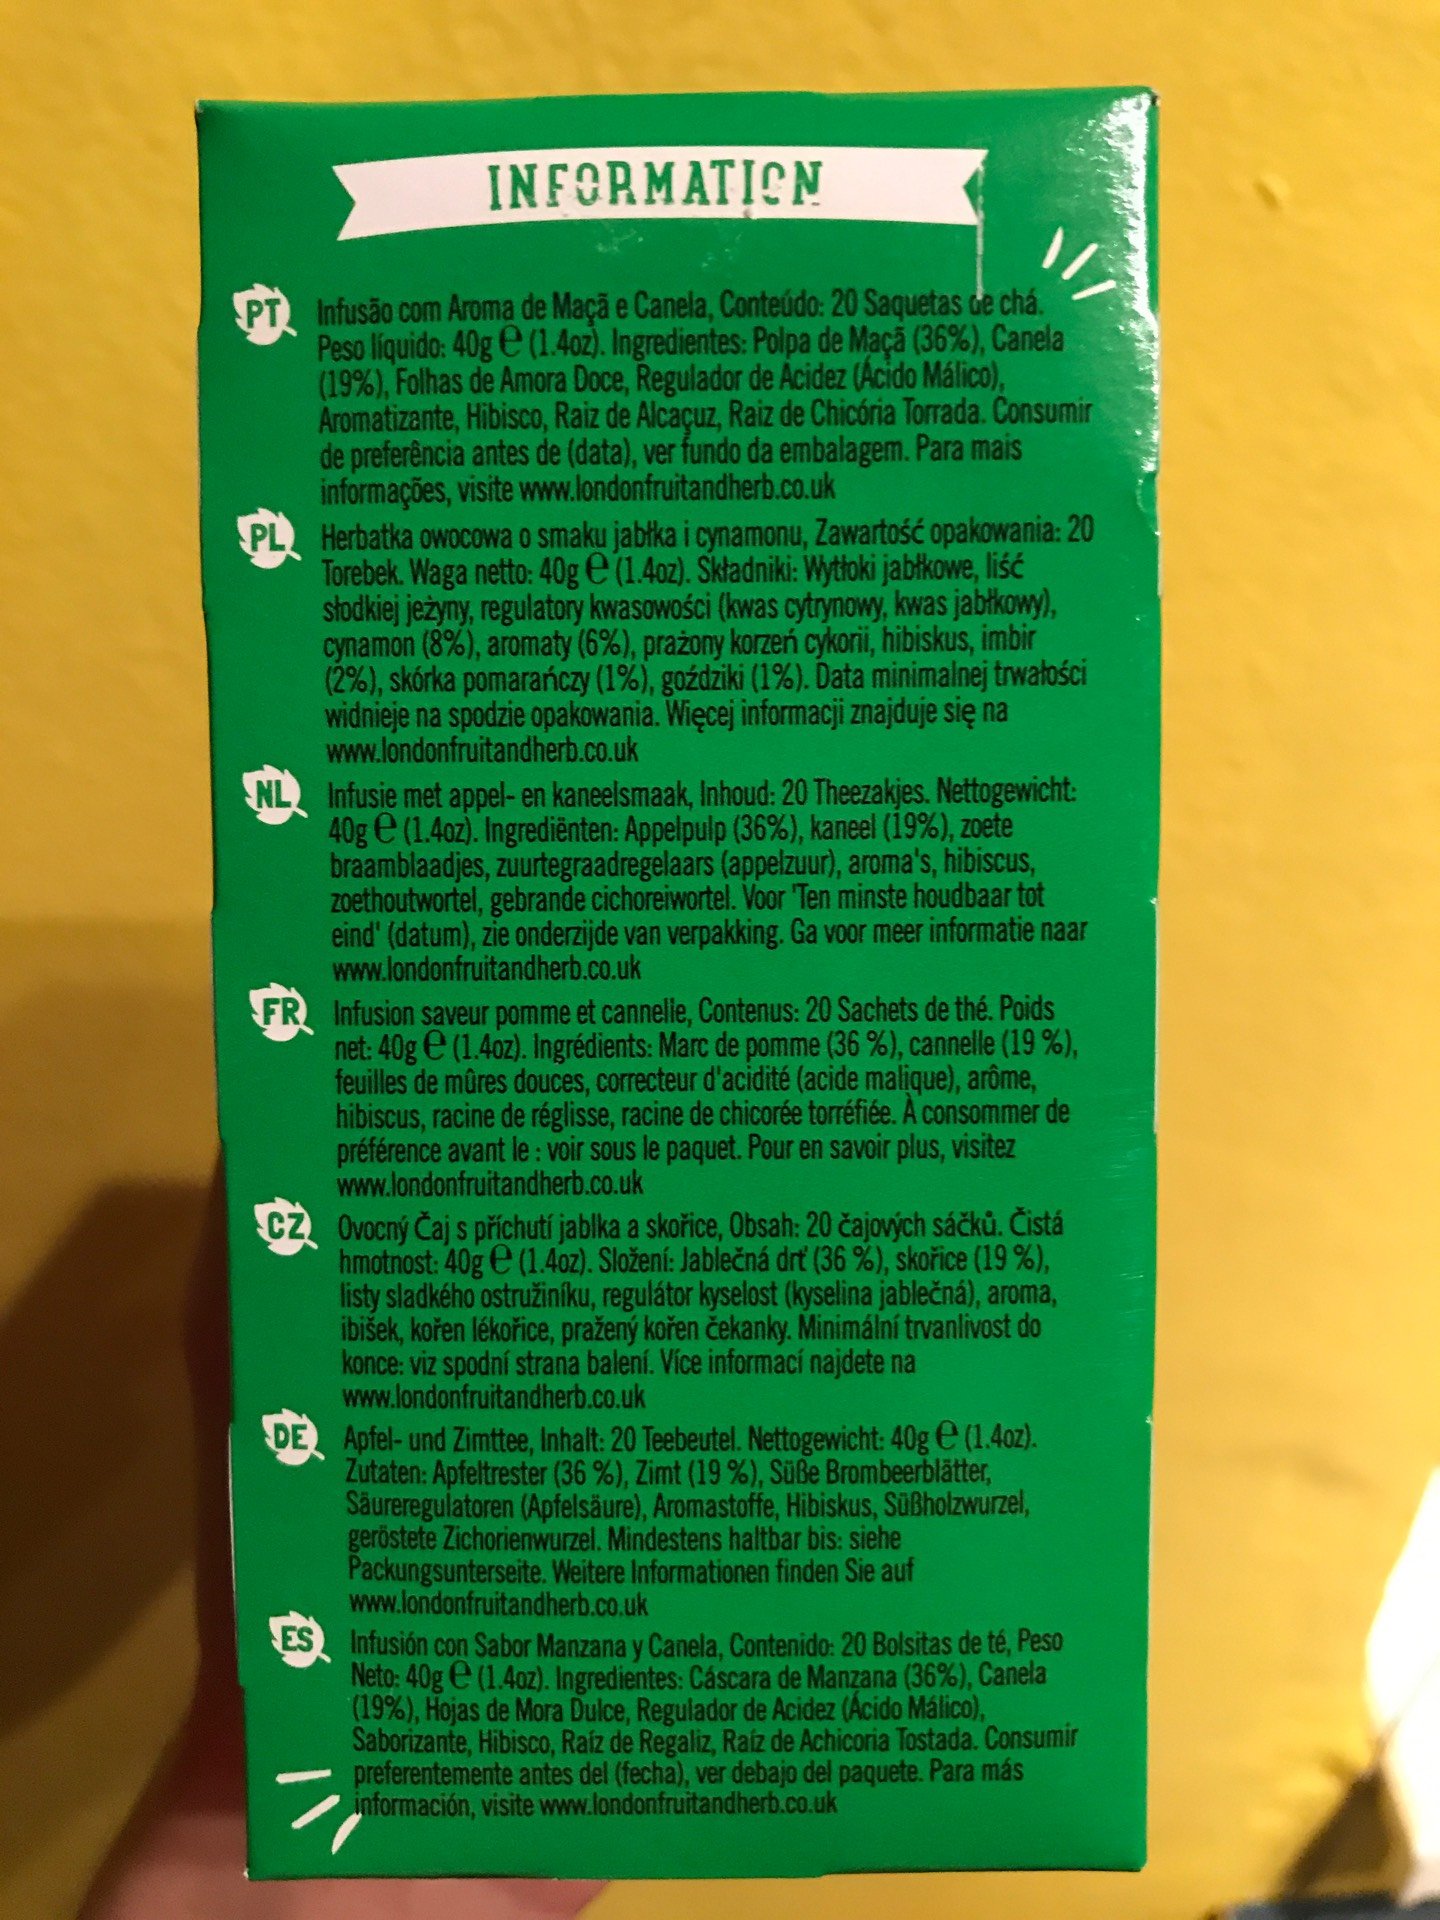 INFORMATION
PT
Infusão com Aroma de Maçã e Canela, Conteúdo: 20 Saquetas de chá.
Peso líquido: 40g ℮ (1.4oz). Ingredientes: Polpa de Maçã (36%), Canela
(19%), Folhas de Amora Doce, Regulador de Acidez (Ácido Málico),
Aromatizante, Hibisco, Raiz de Alcaçuz, Raiz de Chicória Torrada. Consumir
de preferência antes de (data), ver fundo da embalagem. Para mais
informações, visite www.londonfruitandherb.co.uk
PL
Herbatka owocowa o smaku jabłka i cynamonu, Zawartość opakowania: 20
Torebek. Waga netto: 40g ℮ (1.4oz). Składniki: Wytłoki jabłkowe, liść
słodkiej jeżyny, regulatory kwasowości (kwas cytrynowy, kwas jabłkowy),
cynamon (8%), aromaty (6%), prażony korzeń cykorii, hibiskus, imbir
(2%), skórka pomarańczy (1%), goździki (1%). Data minimalnej trwałości
widnieje na spodzie opakowania. Więcej informacji znajduje się na
www.londonfruitandherb.co.uk
NL
Infusie met appel- en kaneelsmaak, Inhoud: 20 Theezakjes. Nettogewicht:
40g ℮ (1.4oz). Ingrediënten: Appelpulp (36%), kaneel (19%), zoete
braamblaadjes, zuurtegraadregelaars (appelzuur), aroma's, hibiscus,
zoethoutwortel, gebrande cichoreiwortel. Voor 'Ten minste houdbaar tot
eind' (datum), zie onderzijde van verpakking. Ga voor meer informatie naar
www.londonfruitandherb.co.uk
FR
Infusion saveur pomme et cannelle, Contenus: 20 Sachets de thé. Poids
net: 40g ℮ (1.4oz). Ingrédients: Marc de pomme (36 %), cannelle (19 %),
feuilles de mûres douces, correcteur d'acidité (acide malique), arôme,
hibiscus, racine de réglisse, racine de chicorée torréfiée. À consommer de
préférence avant le : voir sous le paquet. Pour en savoir plus, visitez
www.londonfruitandherb.co.uk
CZ
Ovocný Čaj s příchutí jablka a skořice, Obsah: 20 čajových sáčků. Čistá
hmotnost: 40g ℮ (1.4oz). Složení: Jablečná drť (36 %), skořice (19 %),
listy sladkého ostružiníku, regulátor kyselost (kyselina jablečná), aroma,
ibišek, kořen lékořice, pražený kořen čekanky. Minimální trvanlivost do
konce: viz spodní strana balení. Více informací najdete na
www.londonfruitandherb.co.uk
DE
Apfel- und Zimttee, Inhalt: 20 Teebeutel. Nettogewicht: 40g ℮ (1.4oz).
Zutaten: Apfeltrester (36 %), Zimt (19 %), Süße Brombeerblätter,
Säureregulatoren (Apfelsäure), Aromastoffe, Hibiskus, Süßholzwurzel,
geröstete Zichorienwurzel. Mindestens haltbar bis: siehe
Packungsunterseite. Weitere Informationen finden Sie auf
www.londonfruitandherb.co.uk
ES
Infusión con Sabor Manzana y Canela, Contenido: 20 Bolsitas de té, Peso
Neto: 40g ℮ (1.4oz). Ingredientes: Cáscara de Manzana (36%), Canela
(19%), Hojas de Mora Dulce, Regulador de Acidez (Ácido Málico),
Saborizante, Hibisco, Raíz de Regaliz, Raíz de Achicoria Tostada. Consumir
preferentemente antes del (fecha), ver debajo del paquete. Para más
información, visite www.londonfruitandherb.co.uk